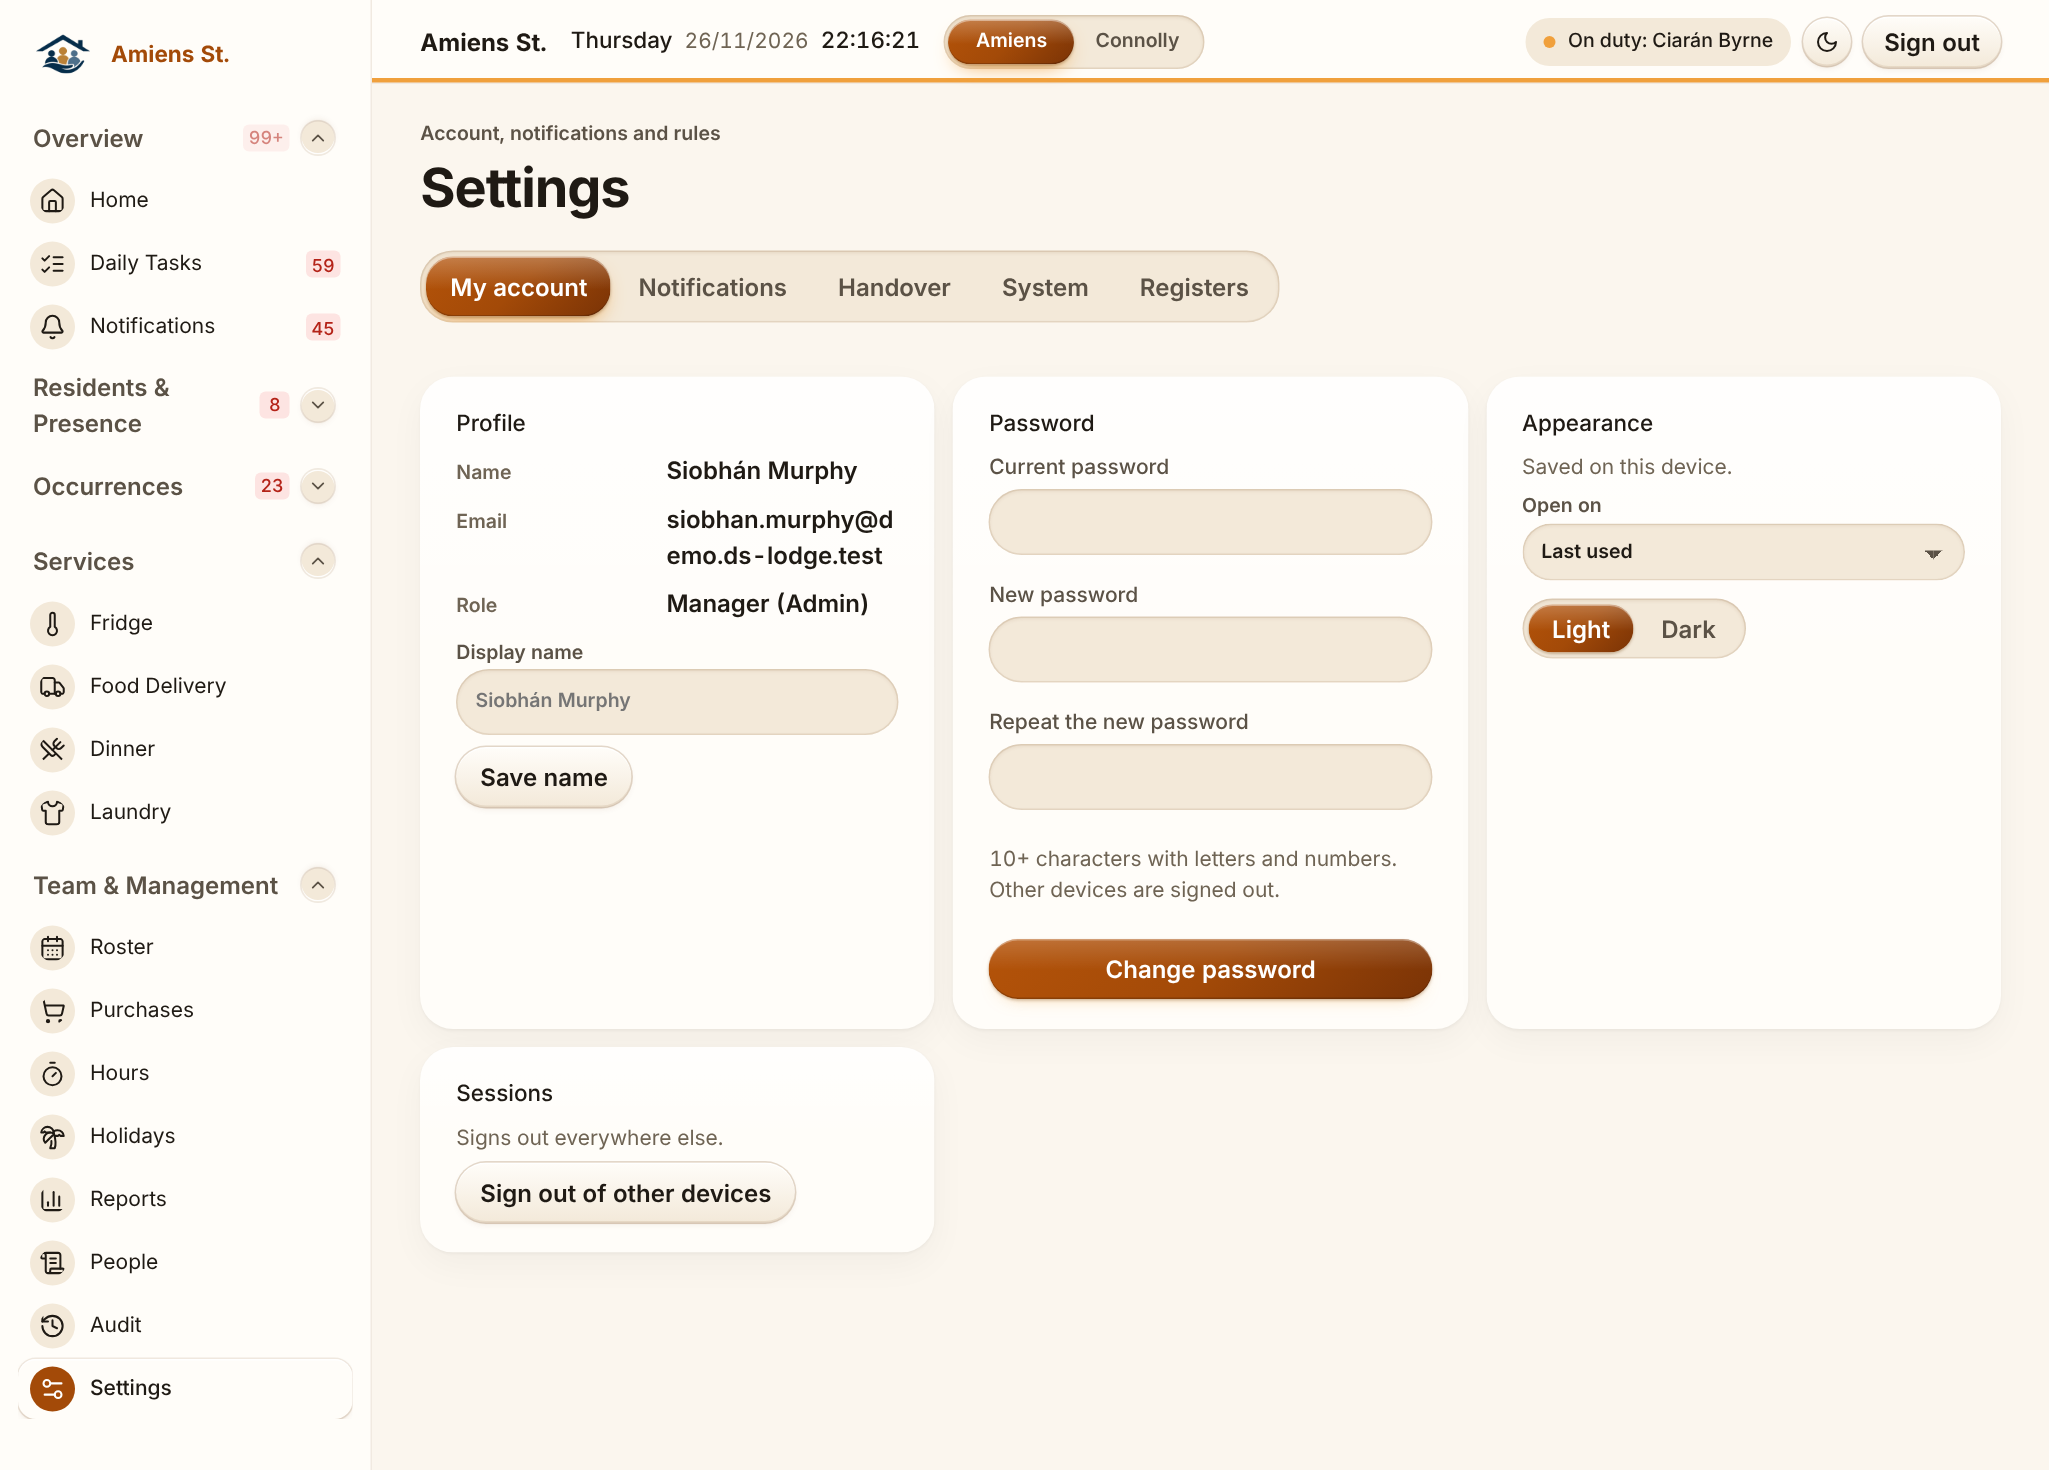 Amiens St.
Overview 99+
Home
Daily Tasks 59
Notifications 45
Residents &
Presence 8
Occurrences 23
Services
Fridge
Food Delivery
Dinner
Laundry
Team & Management
Roster
Purchases
Hours
Holidays
Reports
People
Audit
Settings
Amiens St. Thursday 26/11/2026 22:16:21 Amiens Connolly On duty: Ciarán Byrne Sign out
Account, notifications and rules
Settings
My account Notifications Handover System Registers
Profile
Name Siobhán Murphy
Email siobhan.murphy@d
emo.ds-lodge.test
Role Manager (Admin)
Display name
Siobhán Murphy
Save name
Password
Current password
New password
Repeat the new password
10+ characters with letters and numbers.
Other devices are signed out.
Change password
Appearance
Saved on this device.
Open on
Last used
Light Dark
Sessions
Signs out everywhere else.
Sign out of other devices